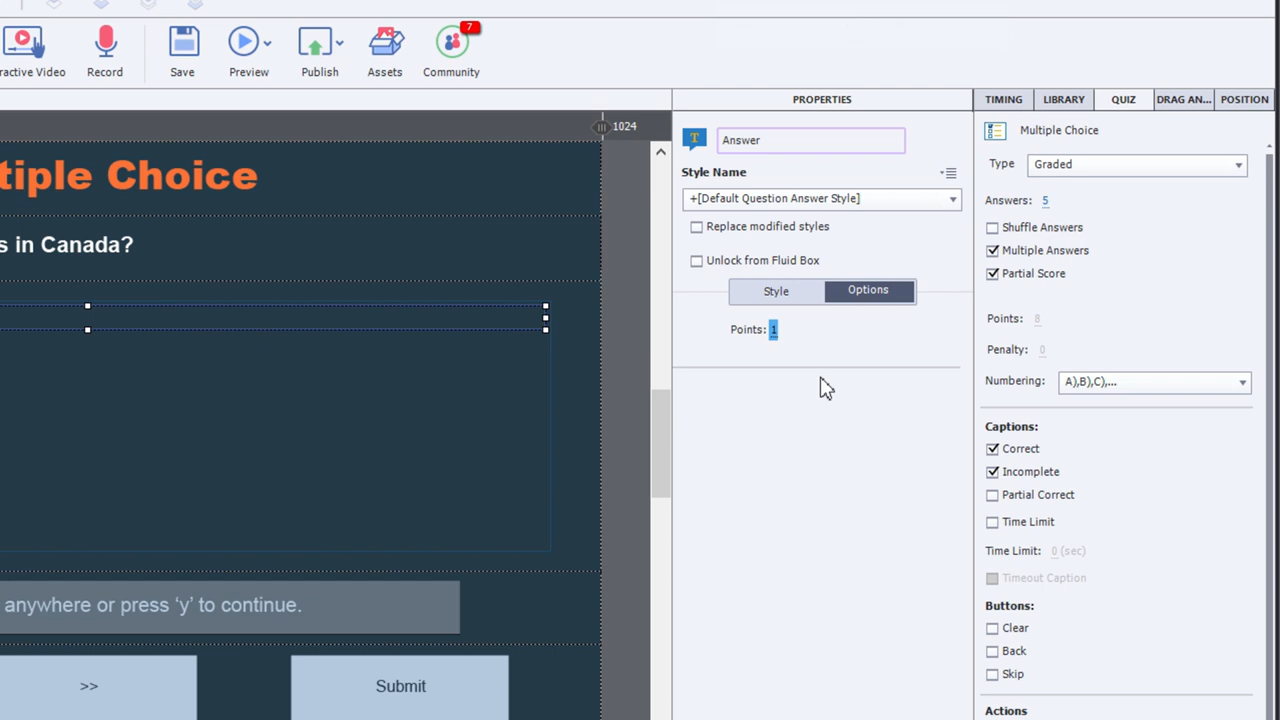 7
ractive Video
Record
Save
Preview
Publish
Assets
Community
PROPERTIES
TIMING
LIBRARY
QUIZ
DRAG AN...
POSITION
1024
tiple Choice
s in Canada?
anywhere or press ‘y’ to continue.
>>
Submit
T
Answer
Style Name
+[Default Question Answer Style]
Replace modified styles
Unlock from Fluid Box
Style
Options
Points: 1
Multiple Choice
Type Graded
Answers: 5
Shuffle Answers
Multiple Answers
Partial Score
Points: 8
Penalty: 0
Numbering: A),B),C),...
Captions:
Correct
Incomplete
Partial Correct
Time Limit
Time Limit: 0 (sec)
Timeout Caption
Buttons:
Clear
Back
Skip
Actions